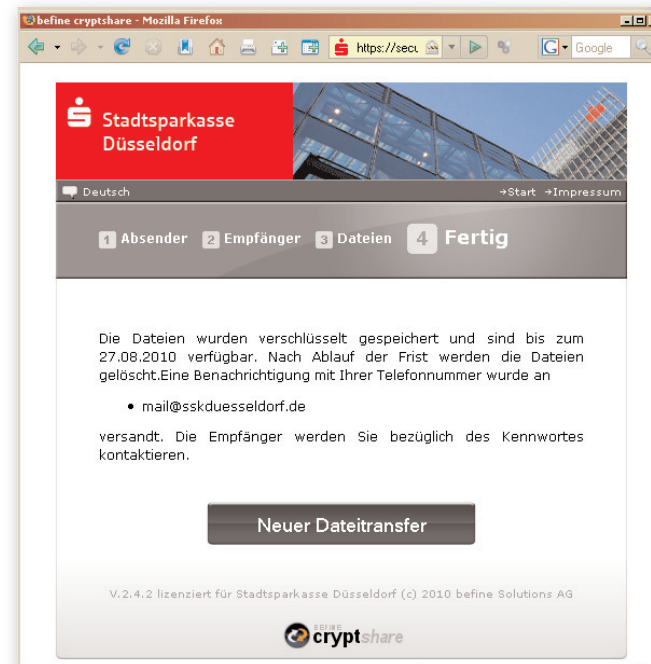 befine cryptshare - Mozilla Firefox
https://secu
G Google
Stadtsparkasse
Düsseldorf
Deutsch
→Start →Impressum
1 Absender 2 Empfänger 3 Dateien 4 Fertig
Die Dateien wurden verschlüsselt gespeichert und sind bis zum
27.08.2010 verfügbar. Nach Ablauf der Frist werden die Dateien
gelöscht.Eine Benachrichtigung mit Ihrer Telefonnummer wurde an
• mail@sskduesseldorf.de
versandt. Die Empfänger werden Sie bezüglich des Kennwortes
kontaktieren.
Neuer Dateitransfer
V.2.4.2 lizenziert für Stadtsparkasse Düsseldorf (c) 2010 befine Solutions AG
BEFINE
cryptshare